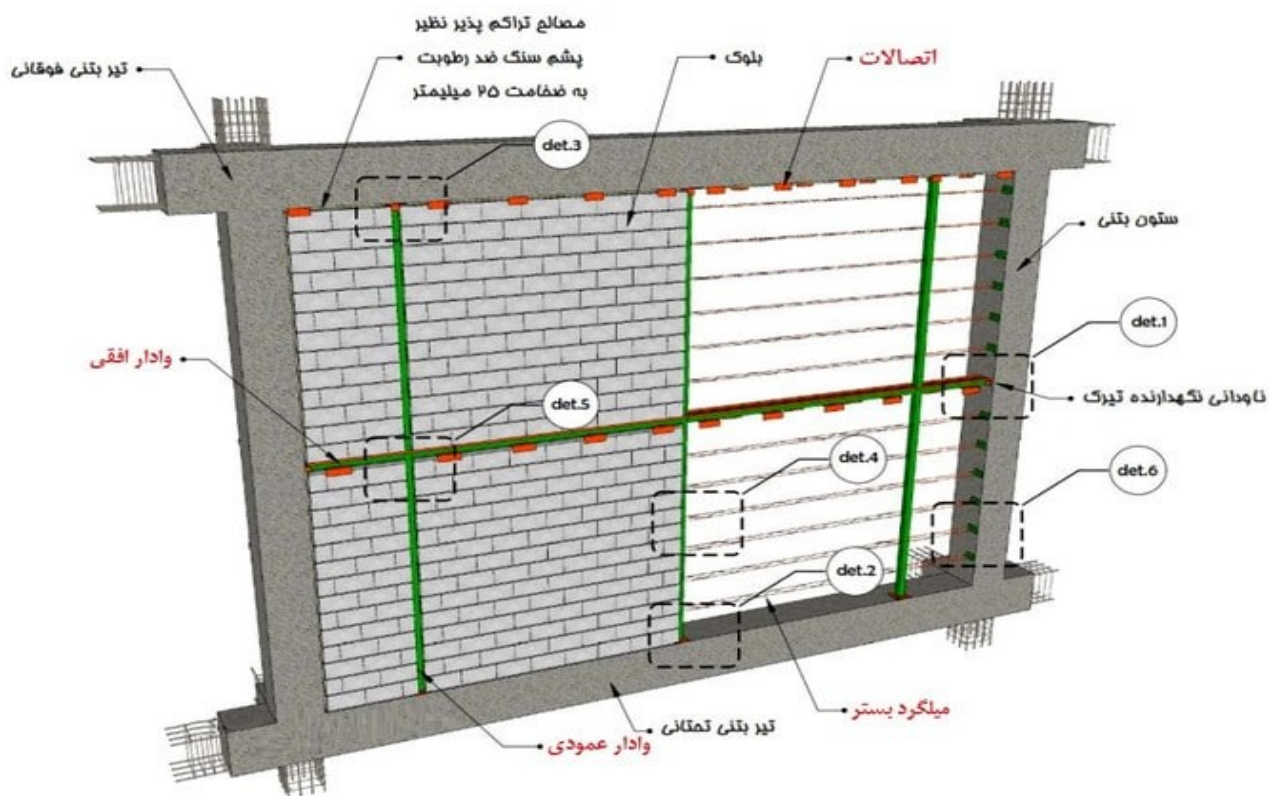 مصالح تراکم پذیر نظیر
پشم سنگ ضد رطوبت
به ضخامت ۲۵ میلیمتر
تیر بتنی فوقانی
بلوک
اتصالات
det.3
ستون بتنی
det.1
وادار افقی
det.5
ناودانی نگهدارنده تیرک
det.4
det.6
det.2
میلگرد بستر
تیر بتنی تحتانی
وادار عمودی